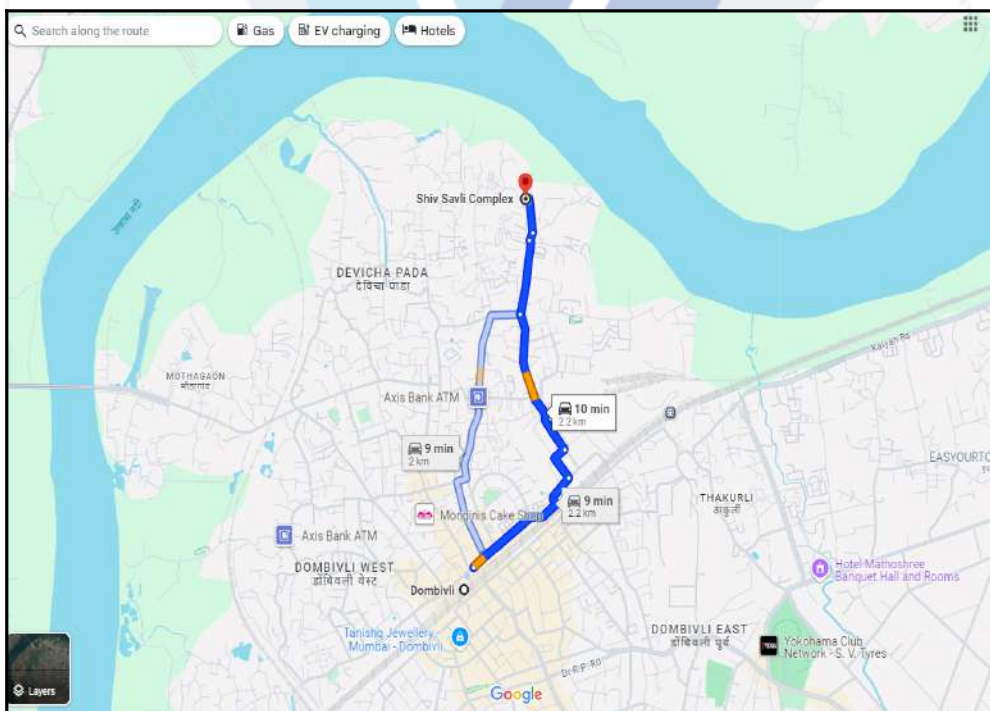 Search along the route
Gas
EV charging
Hotels
Shiv Savli Complex
DEVICHA PADA
देविचा पाडा
Kalyan Rd
MOTHAGAON
मोठागाव
Axis Bank ATM
10 min
2.2 km
9 min
2 km
9 min
2.2 km
EASYOURTO
THAKURLI
ठाकुर्ली
Monginis Cake Shop
Axis Bank ATM
DOMBIVLI WEST
डोंबिवली वेस्ट
Hotel Mathoshree
Banquet Hall and Rooms
Dombivli
Tanishq Jewellery
Mumbai - Dombivli
DOMBIVLI EAST
डोंबिवली पूर्व
Yokohama Club
Network - S. V. Tyres
Dr R.P. Rd
Layers
Google